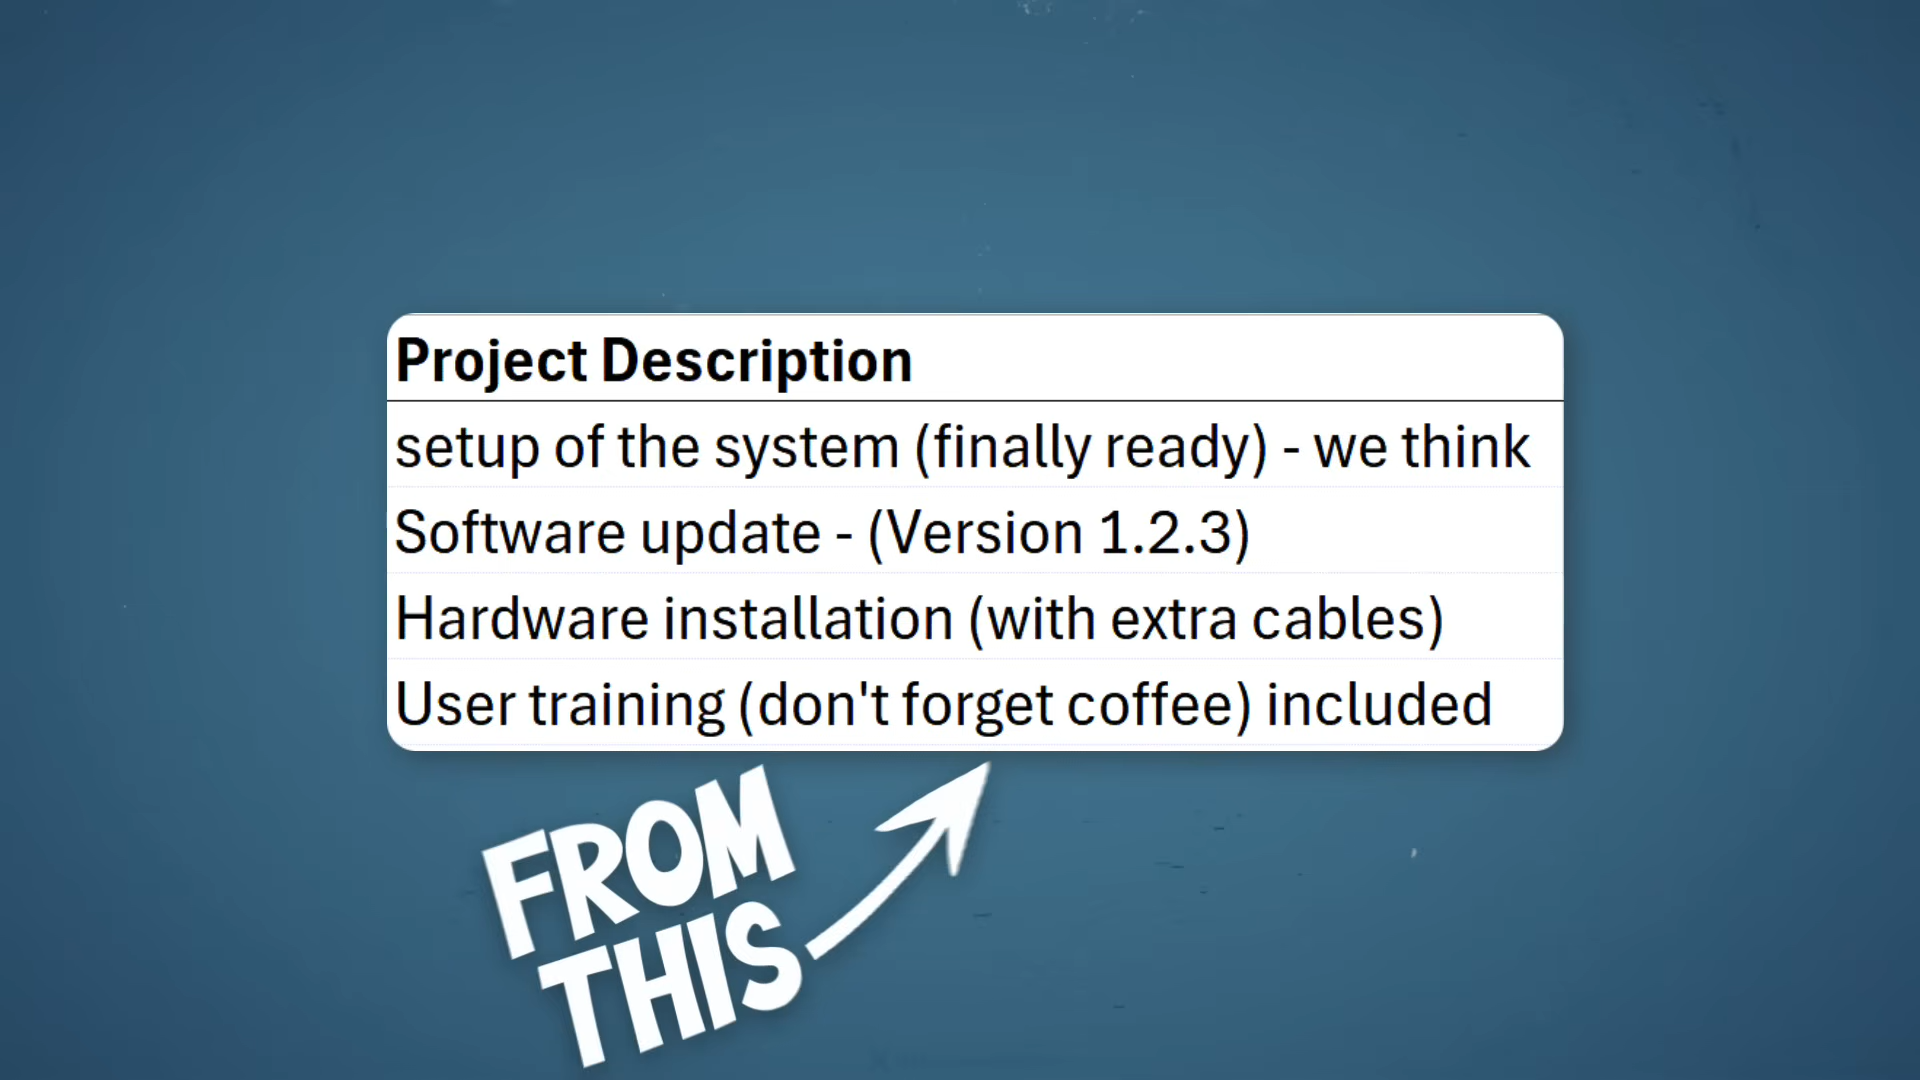 Project Description
setup of the system (finally ready) - we think
Software update - (Version 1.2.3)
Hardware installation (with extra cables)
User training (don't forget coffee) included
FROM
THIS